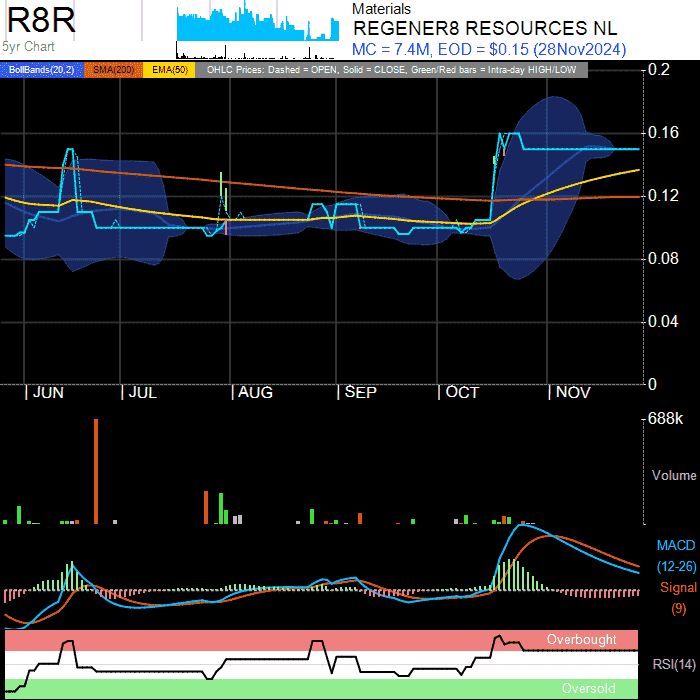 R8R
5yr Chart
Materials
REGENER8 RESOURCES NL
MC = 7.4M, EOD = $0.15 (28Nov2024)
BollBands(20,2) SMA(200) EMA(50) OHLC Prices: Dashed = OPEN, Solid = CLOSE, Green/Red bars = Intra-day HIGH/LOW
0.2
0.16
0.12
0.08
0.04
0
JUN JUL AUG SEP OCT NOV
688k
Volume
MACD
(12-26)
Signal
(9)
Overbought
RSI(14)
Oversold